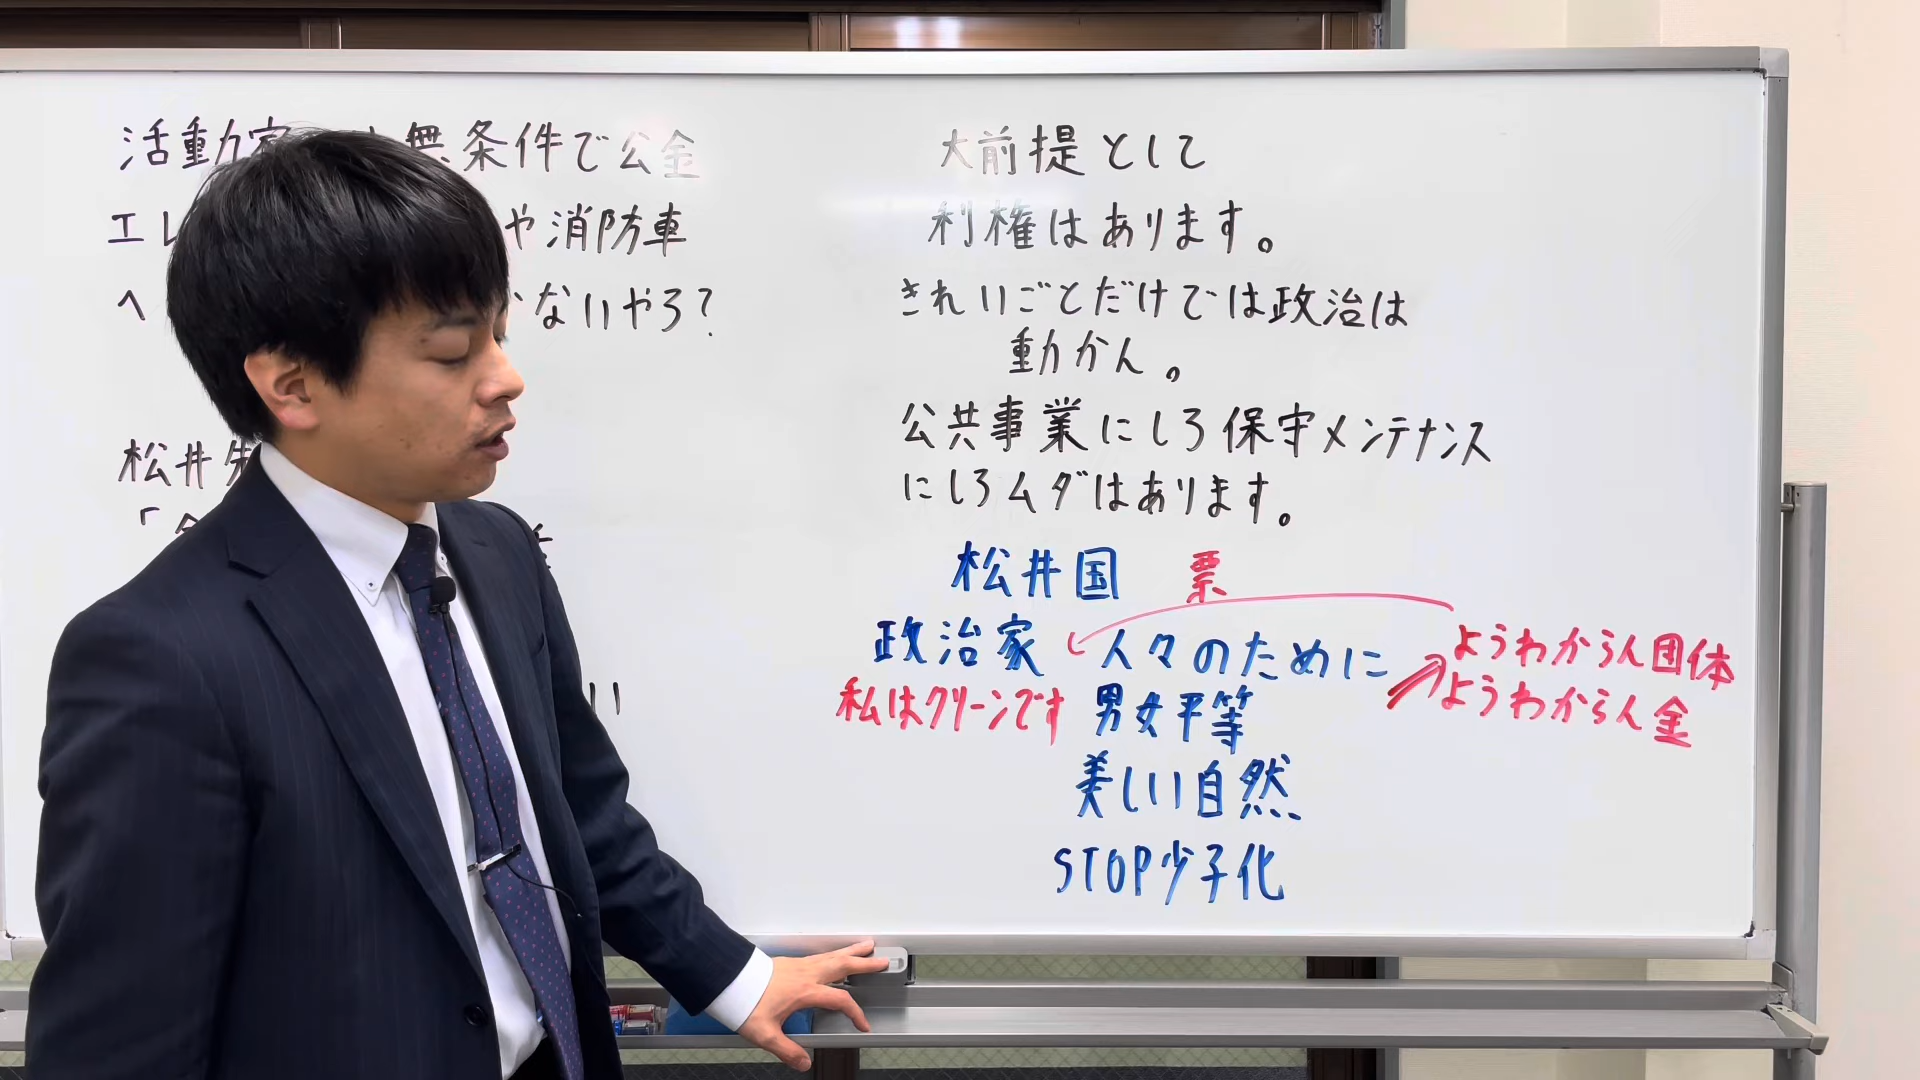 活動家 無条件で公金
エレ や消防車
ないやろ?
松井先
大前提として
利権はあります。
きれいごとだけでは政治は
動かん。
公共事業にしろ保守メンテナンス
にしろムダはあります。
松井国 票
政治家 人々のために
私はクリーンです 男女平等
美しい自然
STOP少子化
ようわからん団体
ようわからん金